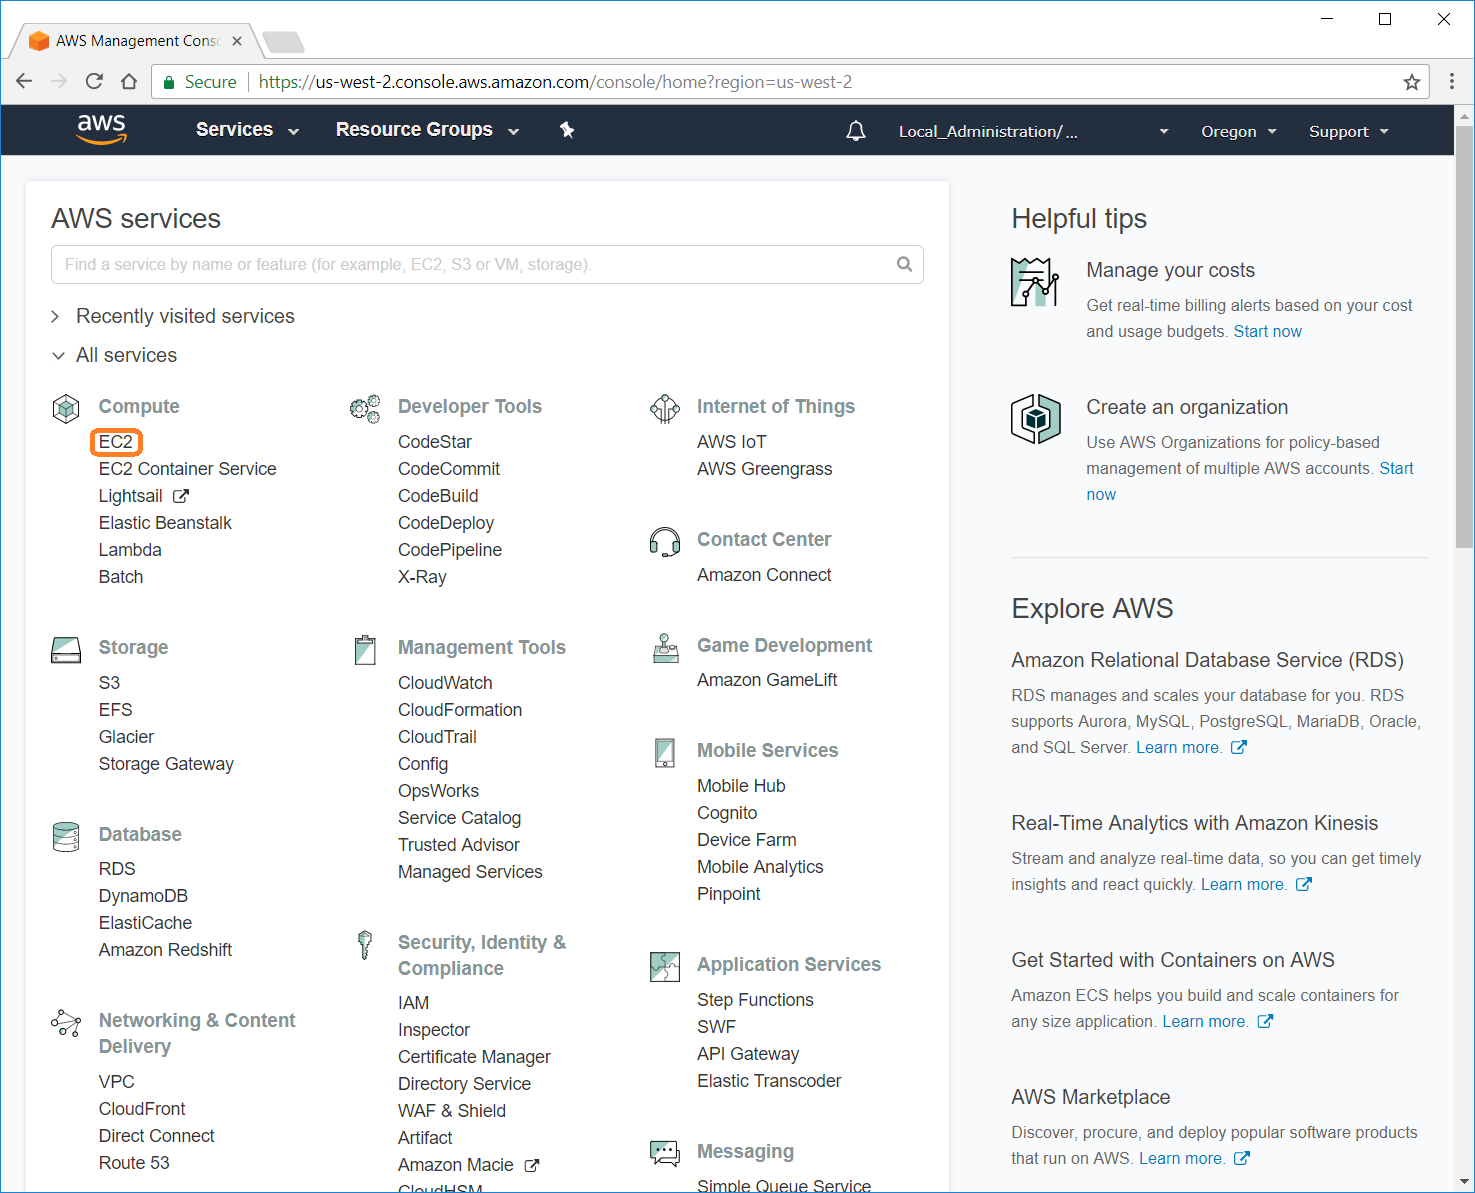 AWS Management Conso
Secure
https://us-west-2.console.aws.amazon.com/console/home?region=us-west-2
aws
Services
Resource Groups
Local_Administration/ ...
Oregon
Support
AWS services
Find a service by name or feature (for example, EC2, S3 or VM, storage).
Recently visited services
All services
Compute
EC2
EC2 Container Service
Lightsail
Elastic Beanstalk
Lambda
Batch
Storage
S3
EFS
Glacier
Storage Gateway
Database
RDS
DynamoDB
ElastiCache
Amazon Redshift
Networking & Content
Delivery
VPC
CloudFront
Direct Connect
Route 53
Developer Tools
CodeStar
CodeCommit
CodeBuild
CodeDeploy
CodePipeline
X-Ray
Management Tools
CloudWatch
CloudFormation
CloudTrail
Config
OpsWorks
Service Catalog
Trusted Advisor
Managed Services
Security, Identity &
Compliance
IAM
Inspector
Certificate Manager
Directory Service
WAF & Shield
Artifact
Amazon Macie
CloudHSM
Internet of Things
AWS IoT
AWS Greengrass
Contact Center
Amazon Connect
Game Development
Amazon GameLift
Mobile Services
Mobile Hub
Cognito
Device Farm
Mobile Analytics
Pinpoint
Application Services
Step Functions
SWF
API Gateway
Elastic Transcoder
Messaging
Simple Queue Service
Helpful tips
Manage your costs
Get real-time billing alerts based on your cost
and usage budgets. Start now
Create an organization
Use AWS Organizations for policy-based
management of multiple AWS accounts. Start
now
Explore AWS
Amazon Relational Database Service (RDS)
RDS manages and scales your database for you. RDS
supports Aurora, MySQL, PostgreSQL, MariaDB, Oracle,
and SQL Server. Learn more.
Real-Time Analytics with Amazon Kinesis
Stream and analyze real-time data, so you can get timely
insights and react quickly. Learn more.
Get Started with Containers on AWS
Amazon ECS helps you build and scale containers for
any size application. Learn more.
AWS Marketplace
Discover, procure, and deploy popular software products
that run on AWS. Learn more.